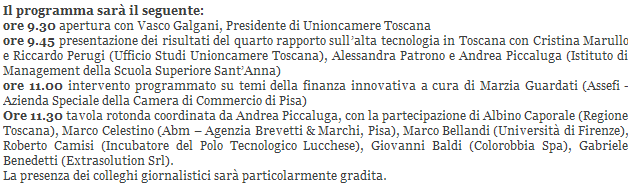 Il programma sarà il seguente:
ore 9.30 apertura con Vasco Galgani, Presidente di Unioncamere Toscana
ore 9.45 presentazione dei risultati del quarto rapporto sull'alta tecnologia in Toscana con Cristina Marullo
e Riccardo Perugi (Ufficio Studi Unioncamere Toscana), Alessandra Patrono e Andrea Piccaluga (Istituto di
Management della Scuola Superiore Sant'Anna)
ore 11.00 intervento programmato su temi della finanza innovativa a cura di Marzia Guardati (Assefi -
Azienda Speciale della Camera di Commercio di Pisa)
Ore 11.30 tavola rotonda coordinata da Andrea Piccaluga, con la partecipazione di Albino Caporale (Regione
Toscana), Marco Celestino (Abm – Agenzia Brevetti & Marchi, Pisa), Marco Bellandi (Università di Firenze),
Roberto Camisi (Incubatore del Polo Tecnologico Lucchese), Giovanni Baldi (Colorobbia Spa), Gabriele
Benedetti (Extrasolution Srl).
La presenza dei colleghi giornalistici sarà particolarmente gradita.